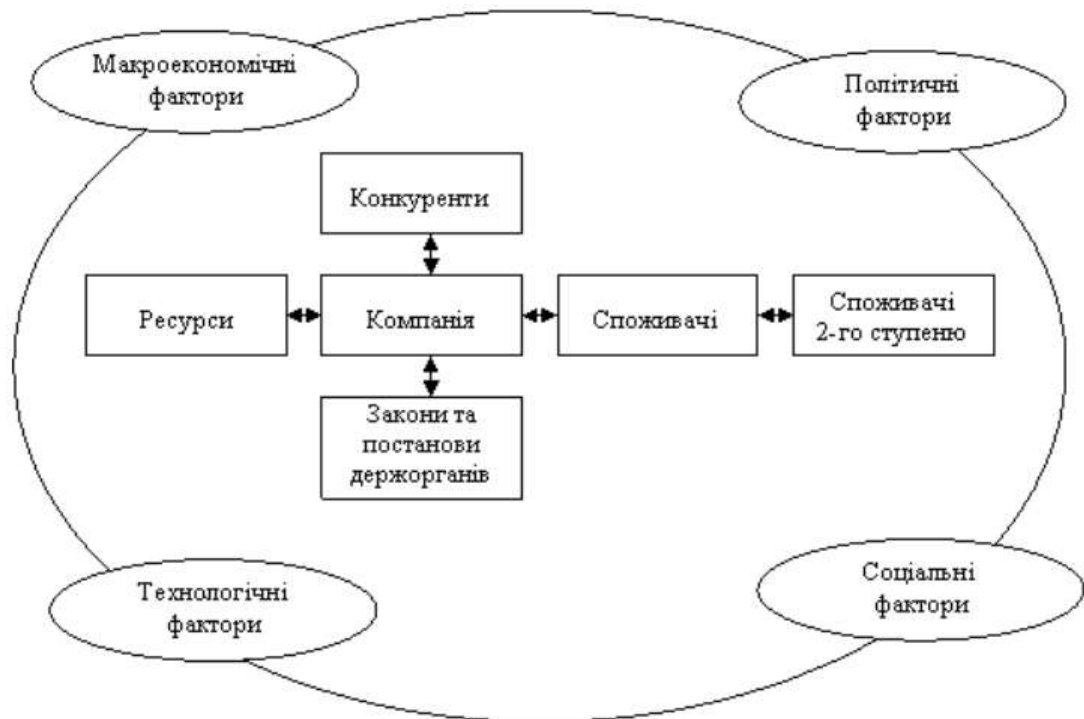 Макроекономічні
фактори
Політичні
фактори
Конкуренти
Ресурси
Компанія
Споживачі
Споживачі
2-го ступеню
Закони та
постанови
держорганів
Технологічні
фактори
Соціальні
фактори